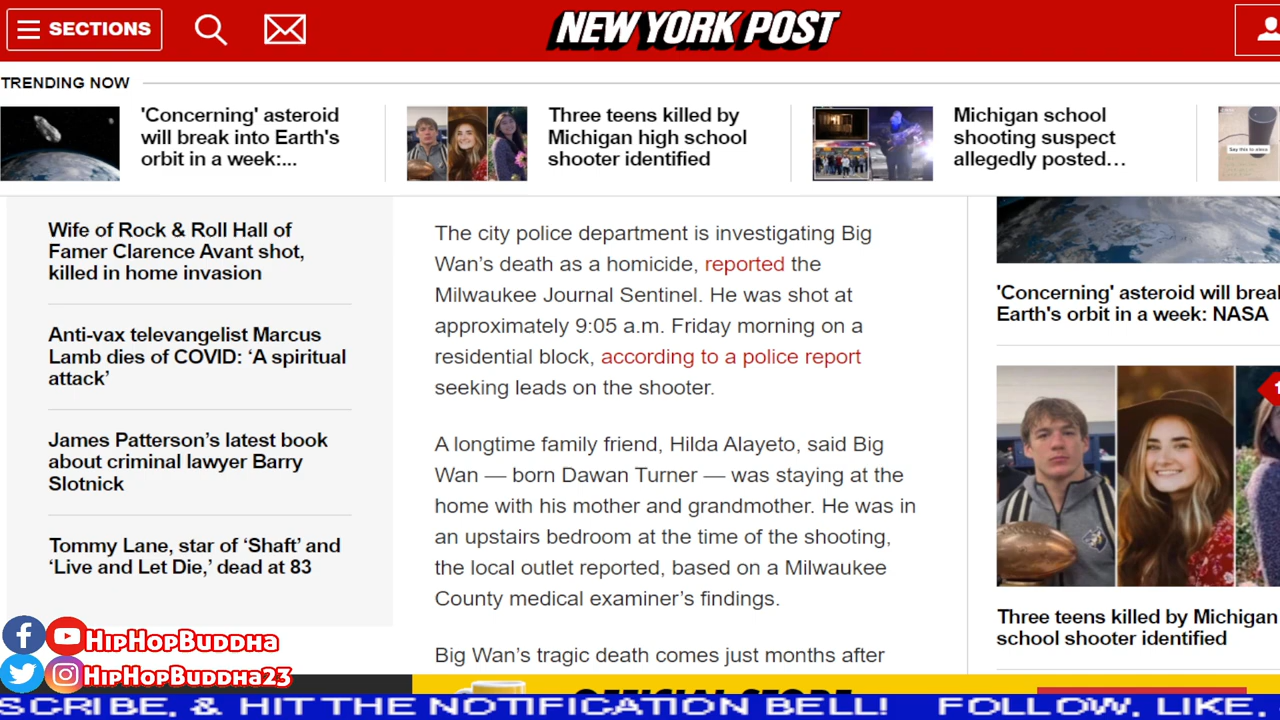 SECTIONS
NEW YORK POST
TRENDING NOW
'Concerning' asteroid
will break into Earth's
orbit in a week:...
Three teens killed by
Michigan high school
shooter identified
Michigan school
shooting suspect
allegedly posted...
Say this to alexa
Wife of Rock & Roll Hall of
Famer Clarence Avant shot,
killed in home invasion
Anti-vax televangelist Marcus
Lamb dies of COVID: ‘A spiritual
attack’
James Patterson’s latest book
about criminal lawyer Barry
Slotnick
Tommy Lane, star of ‘Shaft’ and
‘Live and Let Die,’ dead at 83
The city police department is investigating Big
Wan’s death as a homicide, reported the
Milwaukee Journal Sentinel. He was shot at
approximately 9:05 a.m. Friday morning on a
residential block, according to a police report
seeking leads on the shooter.
A longtime family friend, Hilda Alayeto, said Big
Wan — born Dawan Turner — was staying at the
home with his mother and grandmother. He was in
an upstairs bedroom at the time of the shooting,
the local outlet reported, based on a Milwaukee
County medical examiner’s findings.
Big Wan’s tragic death comes just months after
'Concerning' asteroid will break
Earth's orbit in a week: NASA
Three teens killed by Michigan
school shooter identified
HipHopBuddha
HipHopBuddha23
OFFICIAL STORE
SCRIBE, & HIT THE NOTIFICATION BELL! FOLLOW, LIKE,